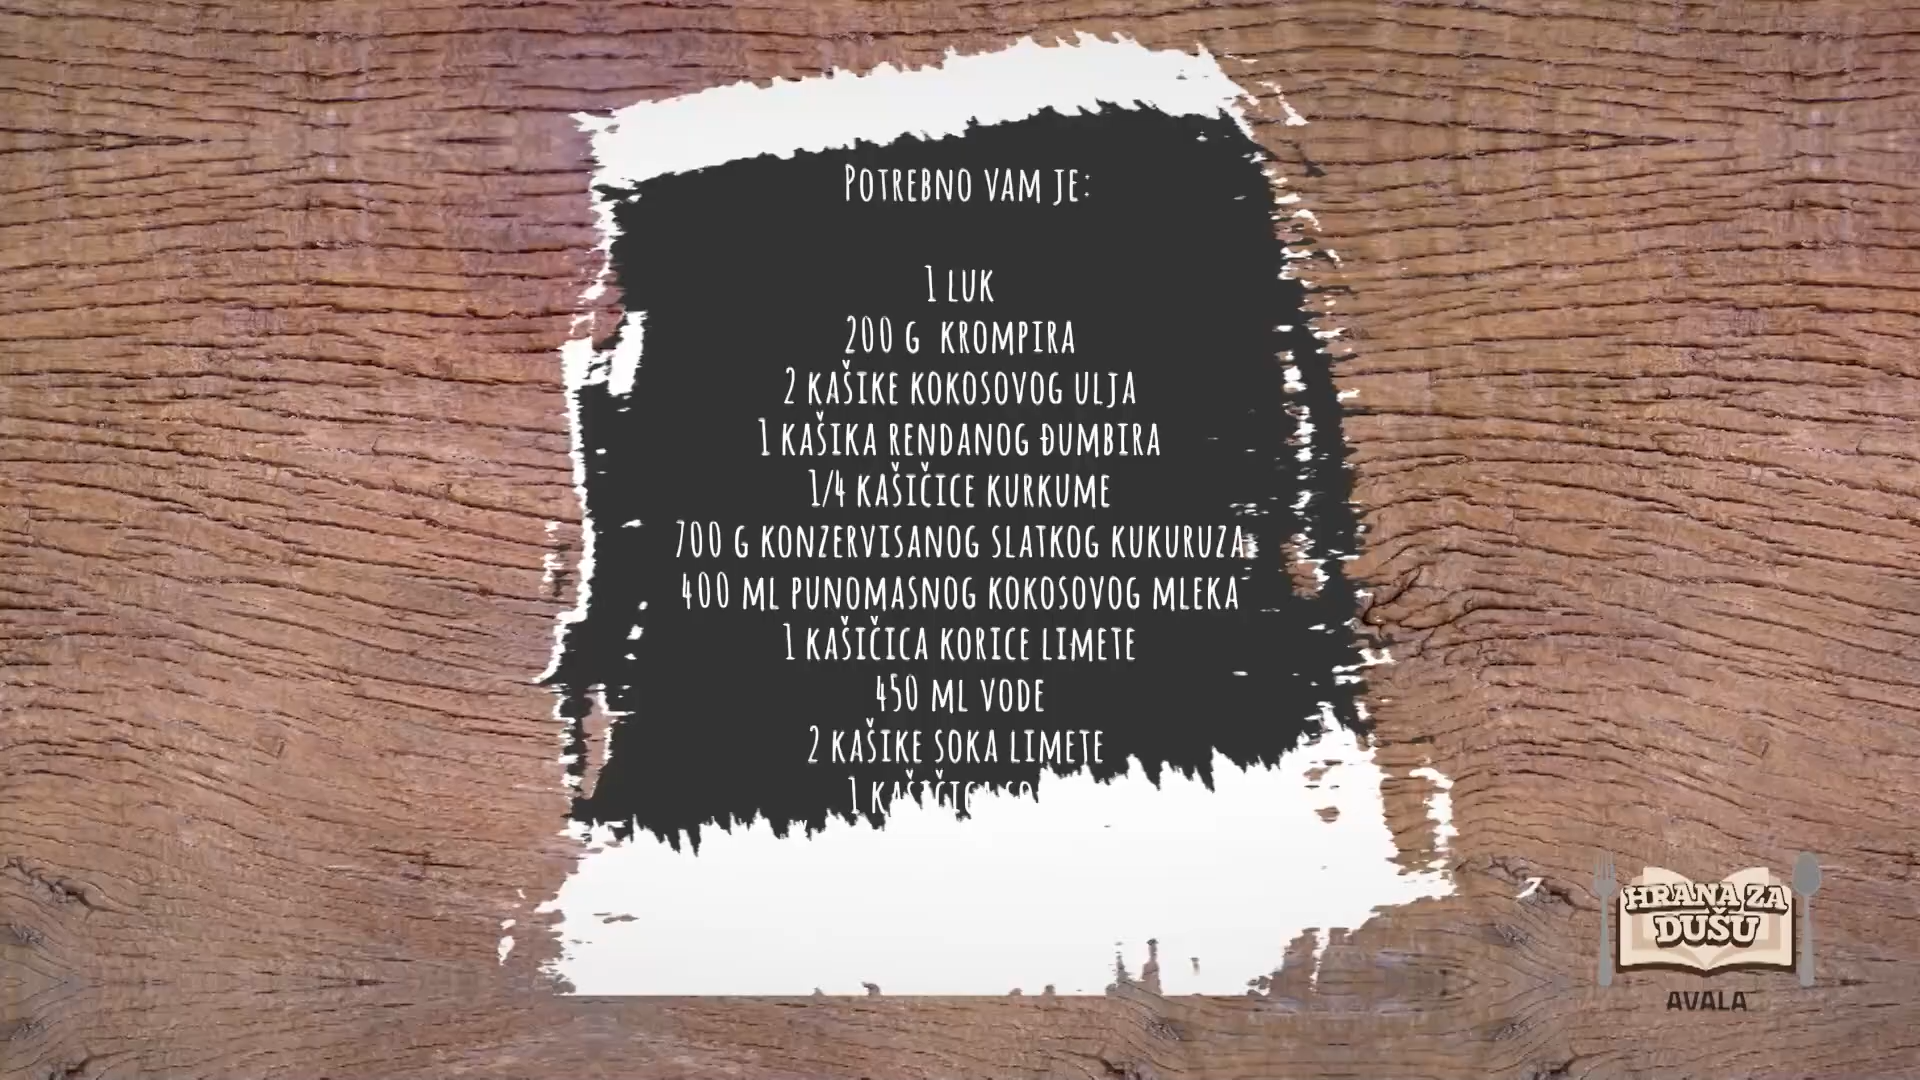 Potrebno vam je:
1 luk
200 g krompira
2 kašike kokosovog ulja
1 kašika rendanog đumbira
1/4 kašičice kurkume
700 g konzervisanog slatkog kukuruza
400 ml punomasnog kokosovog mleka
1 kašičica korice limete
450 ml vode
2 kašike soka limete
1 kašičica
HRANA ZA
DUŠU
AVALA